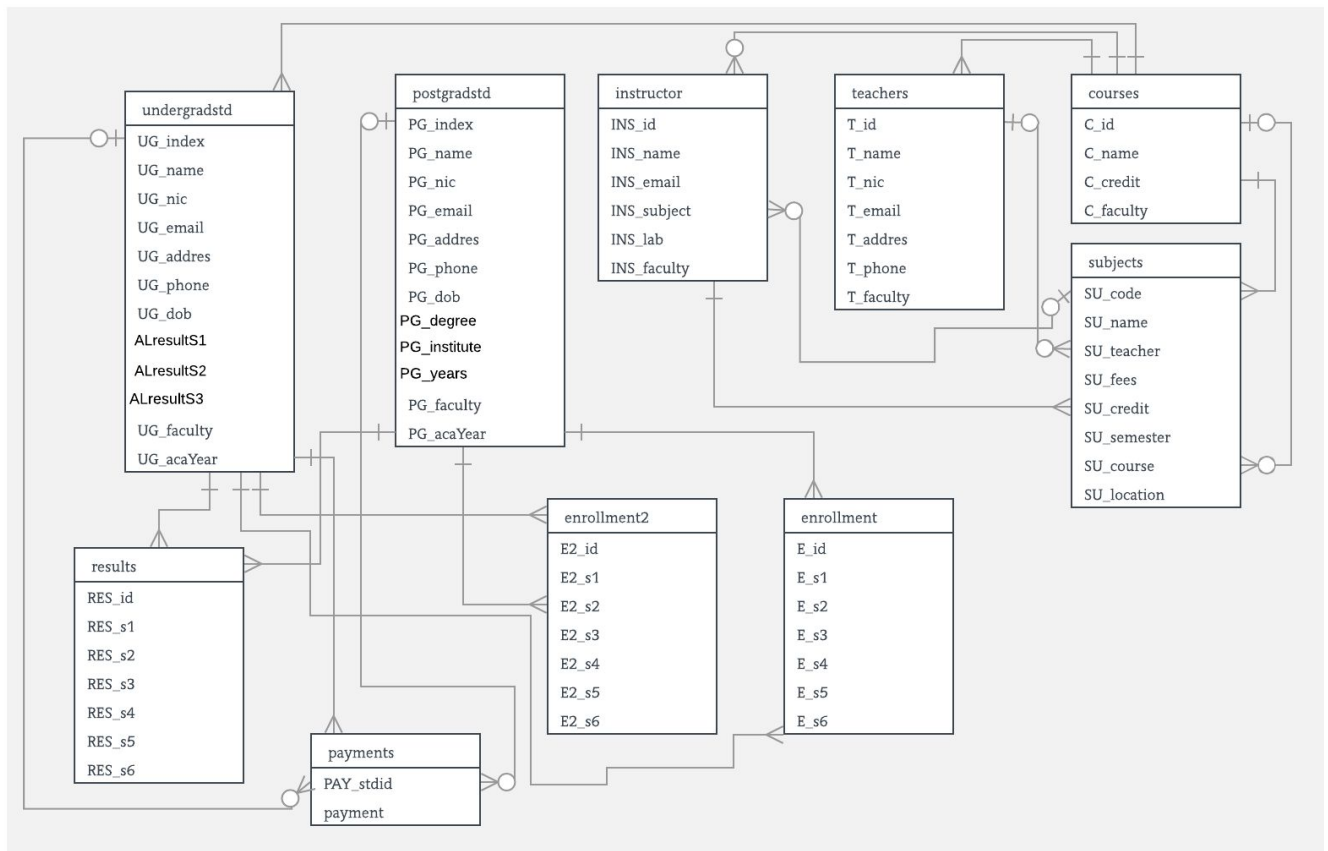 undergradstd
UG_index
UG_name
UG_nic
UG_email
UG_addres
UG_phone
UG_dob
ALresultS1
ALresultS2
ALresultS3
UG_faculty
UG_acaYear
postgradstd
PG_index
PG_name
PG_nic
PG_email
PG_addres
PG_phone
PG_dob
PG_degree
PG_institute
PG_years
PG_faculty
PG_acaYear
instructor
INS_id
INS_name
INS_email
INS_subject
INS_lab
INS_faculty
teachers
T_id
T_name
T_nic
T_email
T_addres
T_phone
T_faculty
courses
C_id
C_name
C_credit
C_faculty
subjects
SU_code
SU_name
SU_teacher
SU_fees
SU_credit
SU_semester
SU_course
SU_location
results
RES_id
RES_s1
RES_s2
RES_s3
RES_s4
RES_s5
RES_s6
payments
PAY_stdid
payment
enrollment2
E2_id
E2_s1
E2_s2
E2_s3
E2_s4
E2_s5
E2_s6
enrollment
E_id
E_s1
E_s2
E_s3
E_s4
E_s5
E_s6